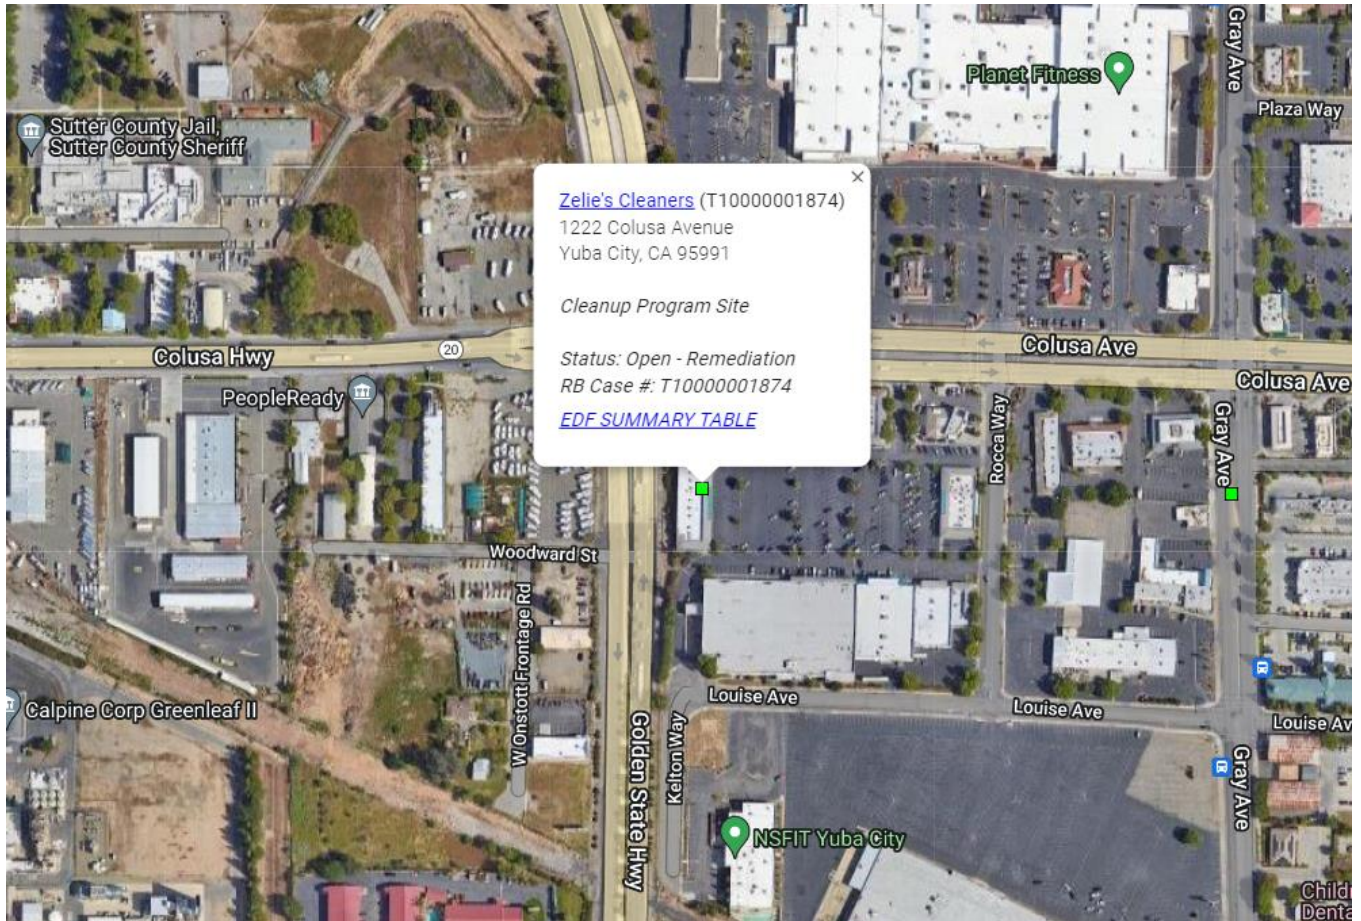 Gray Ave
Planet Fitness
Plaza Way
Sutter County Jail,
Sutter County Sheriff
×
Zelie's Cleaners (T10000001874)
1222 Colusa Avenue
Yuba City, CA 95991
Cleanup Program Site
Status: Open - Remediation
RB Case #: T10000001874
EDF SUMMARY TABLE
Colusa Hwy
20
Colusa Ave
Colusa Ave
PeopleReady
Rocca Way
Gray Ave
Woodward St
W Onstott Frontage Rd
Calpine Corp Greenleaf II
Golden State Hwy
Kelton Way
Louise Ave
Louise Ave
Louise Av
Gray Ave
NSFIT Yuba City
Childr
Denta